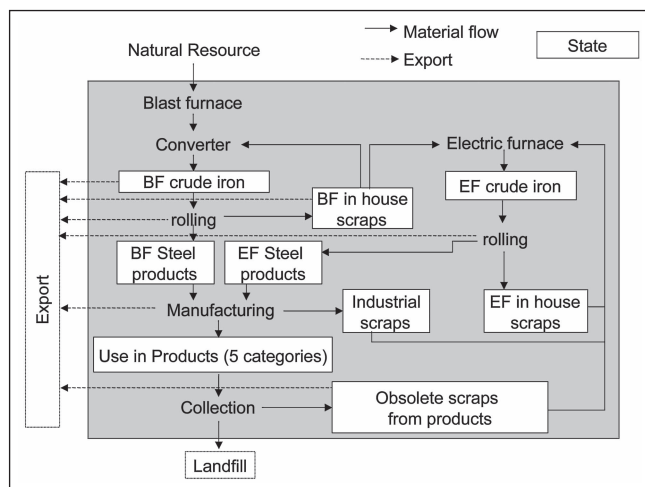 Natural Resource
Material flow
Export
State
Blast furnace
Converter
Electric furnace
BF crude iron
BF in house
scraps
EF crude iron
rolling
rolling
BF Steel
products
EF Steel
products
Export
Manufacturing
Industrial
scraps
EF in house
scraps
Use in Products (5 categories)
Collection
Obsolete scraps
from products
Landfill